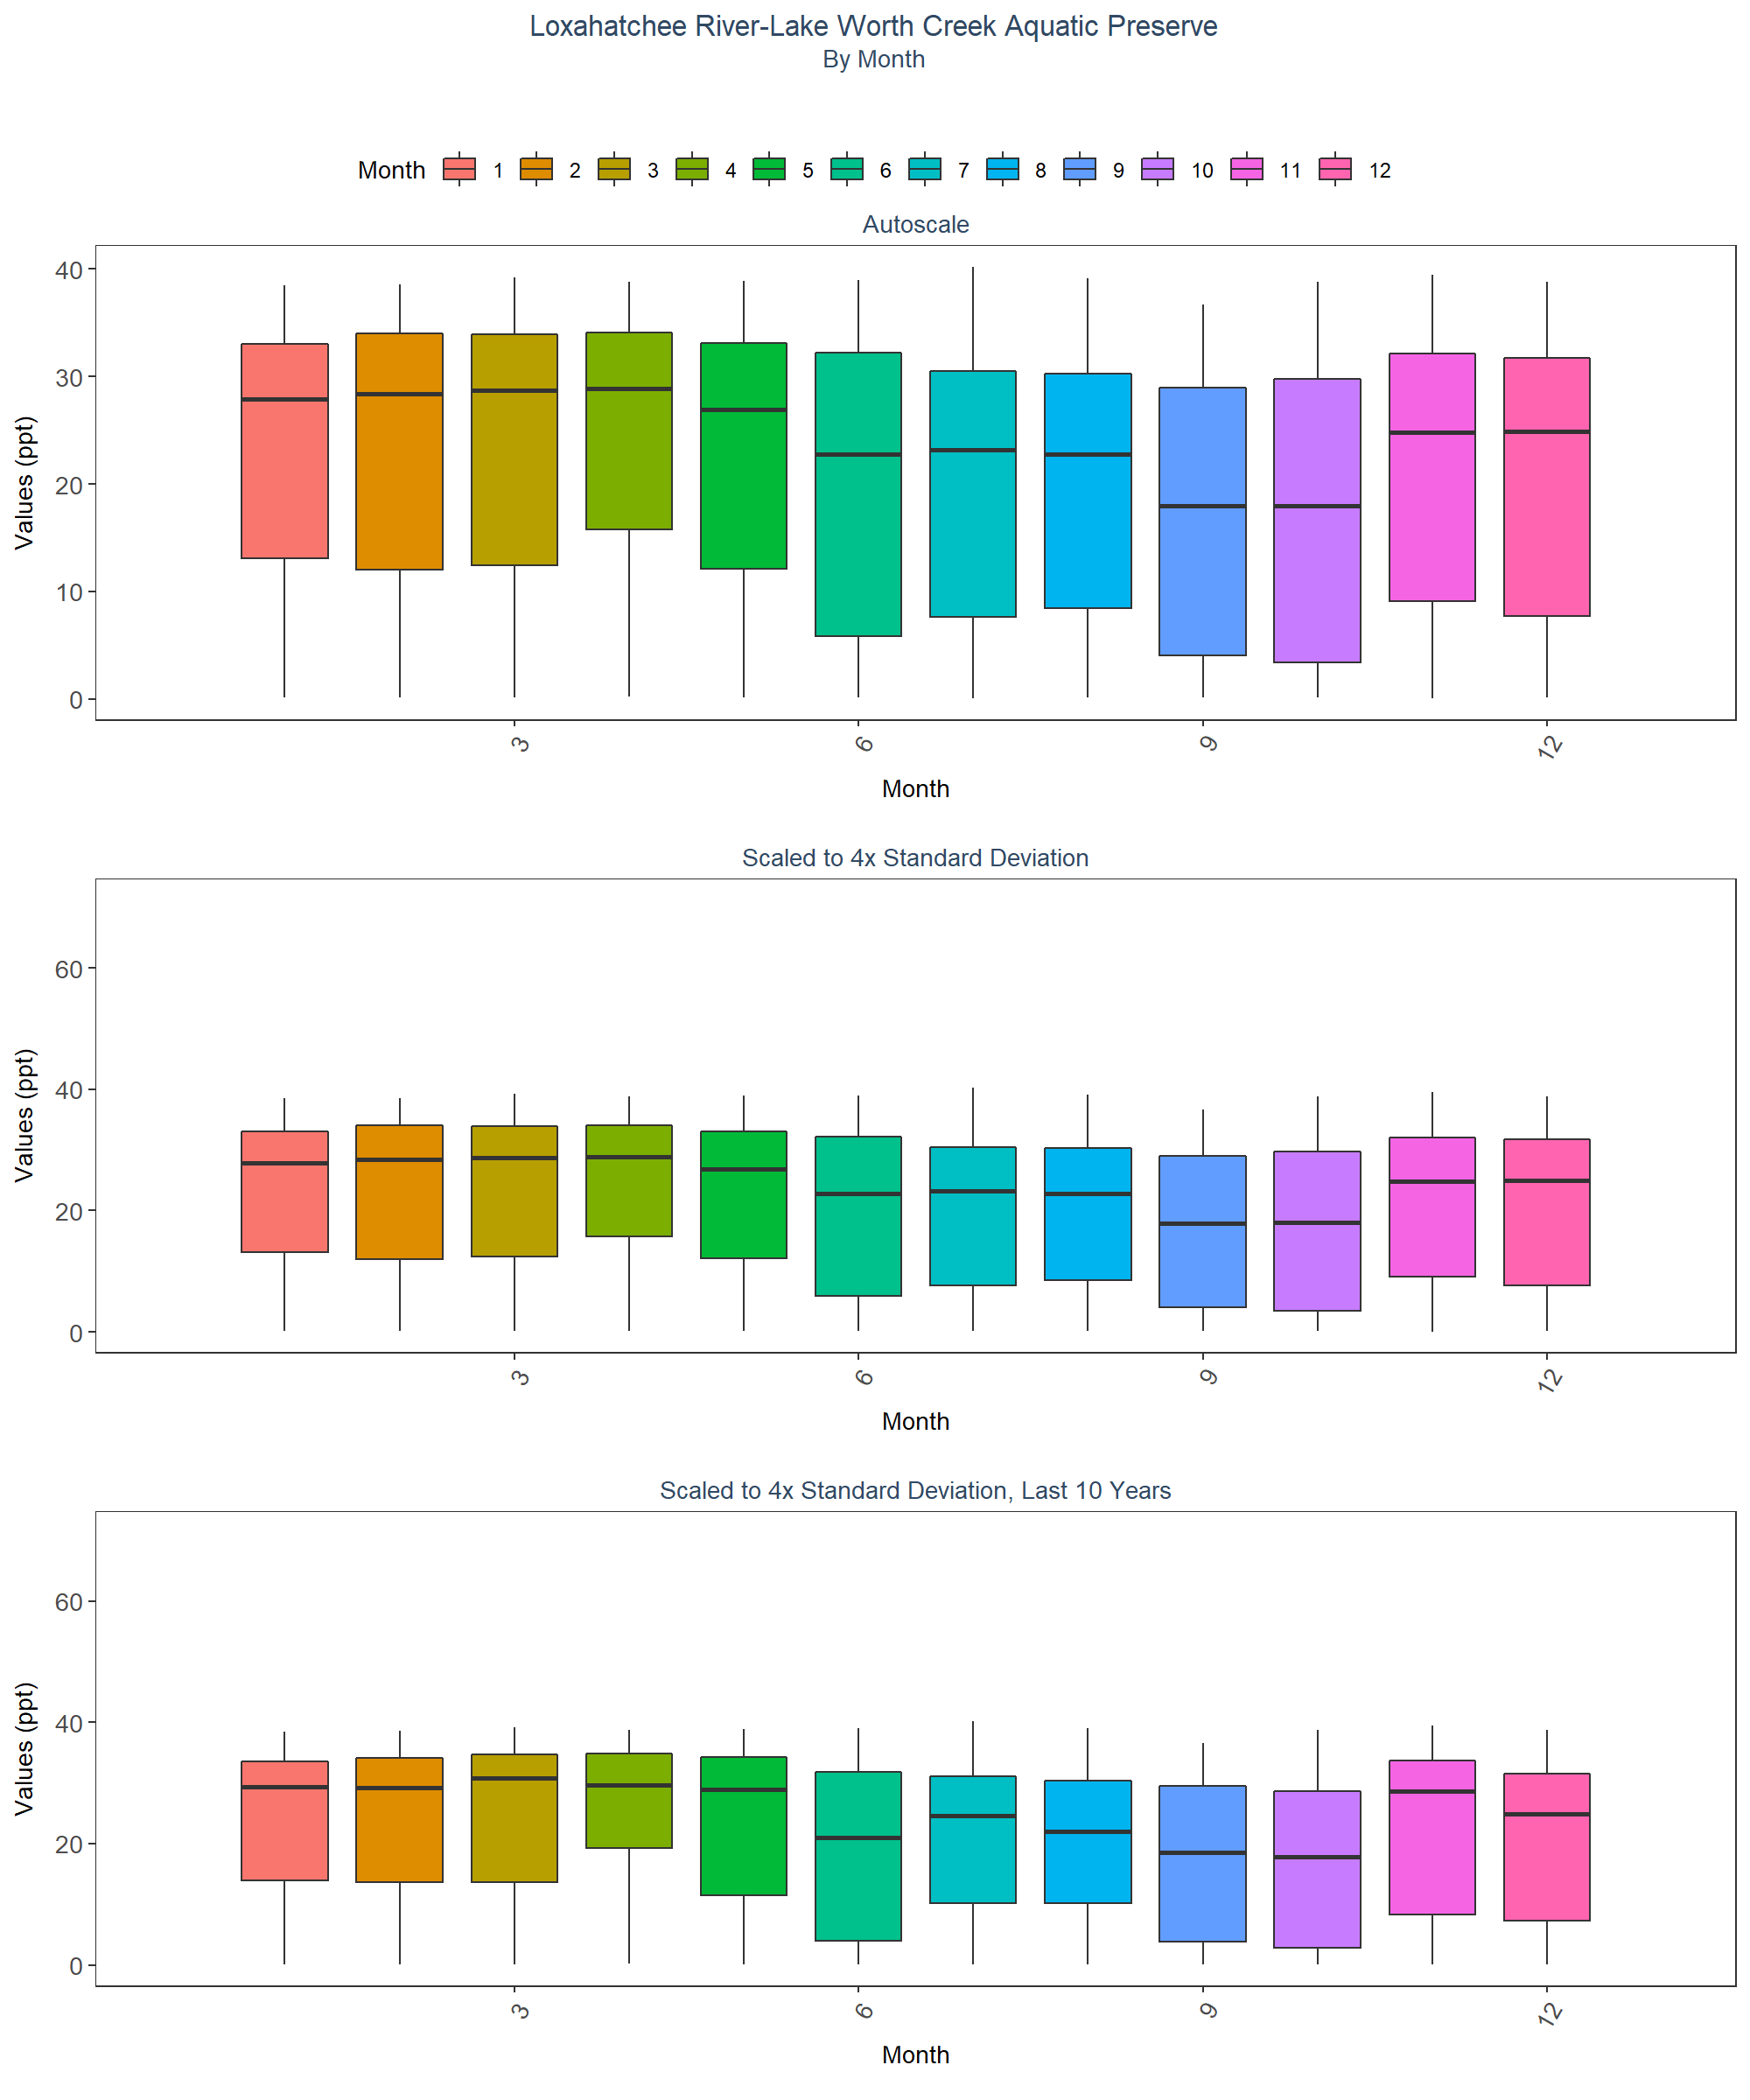 Loxahatchee River-Lake Worth Creek Aquatic Preserve
By Month
Month 1 2 3 4 5 6 7 8 9 10 11 12
Autoscale
Values (ppt)
40
30
20
10
0
3 6 9 12
Month
Scaled to 4x Standard Deviation
Values (ppt)
60
40
20
0
3 6 9 12
Month
Scaled to 4x Standard Deviation, Last 10 Years
Values (ppt)
60
40
20
0
3 6 9 12
Month